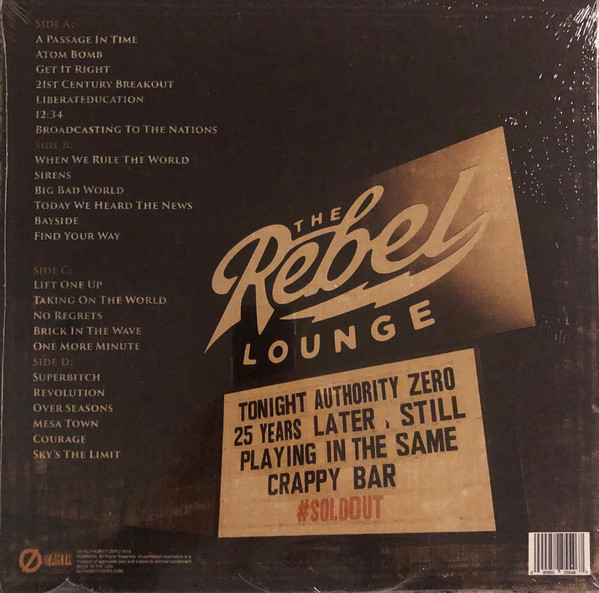 SIDE A:
A PASSAGE IN TIME
ATOM BOMB
GET IT RIGHT
21ST CENTURY BREAKOUT
LIBERATEDUCATION
12:34
BROADCASTING TO THE NATIONS
SIDE B:
WHEN WE RULE THE WORLD
SIRENS
BIG BAD WORLD
TODAY WE HEARD THE NEWS
BAYSIDE
FIND YOUR WAY
SIDE C:
LIFT ONE UP
TAKING ON THE WORLD
NO REGRETS
BRICK IN THE WAVE
ONE MORE MINUTE
SIDE D:
SUPERBITCH
REVOLUTION
OVER SEASONS
MESA TOWN
COURAGE
SKY'S THE LIMIT
THE
Rebel
LOUNGE
TONIGHT AUTHORITY ZERO
25 YEARS LATER, STILL
PLAYING IN THE SAME
CRAPPY BAR
#SOLDOUT
MADE IN THE USA